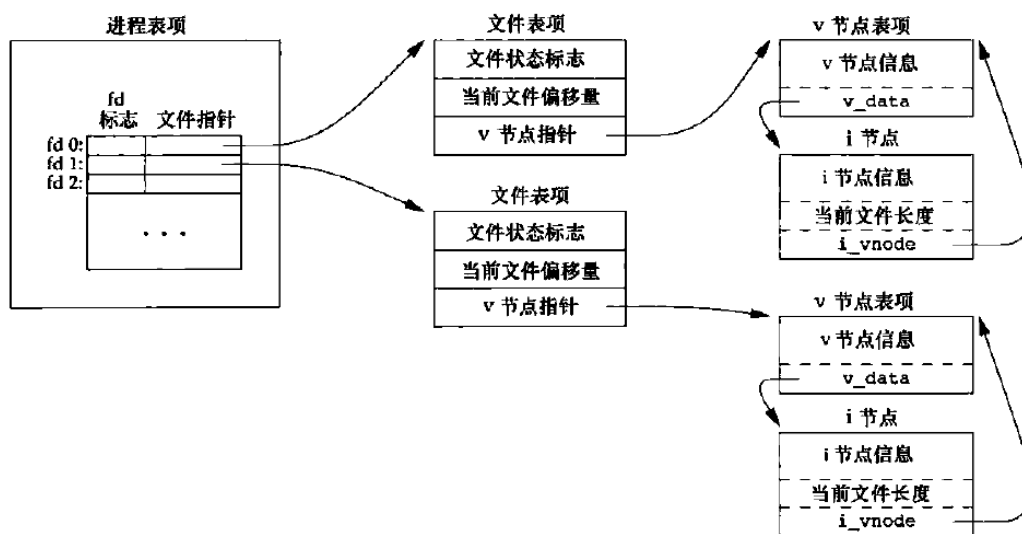 进程表项
fd
标志 文件指针
fd 0:
fd 1:
fd 2:
...
文件表项
文件状态标志
当前文件偏移量
v 节点指针
文件表项
文件状态标志
当前文件偏移量
v 节点指针
v 节点表项
v 节点信息
v_data
i 节点
i 节点信息
当前文件长度
i_vnode
v 节点表项
v 节点信息
v_data
i 节点
i 节点信息
当前文件长度
i_vnode